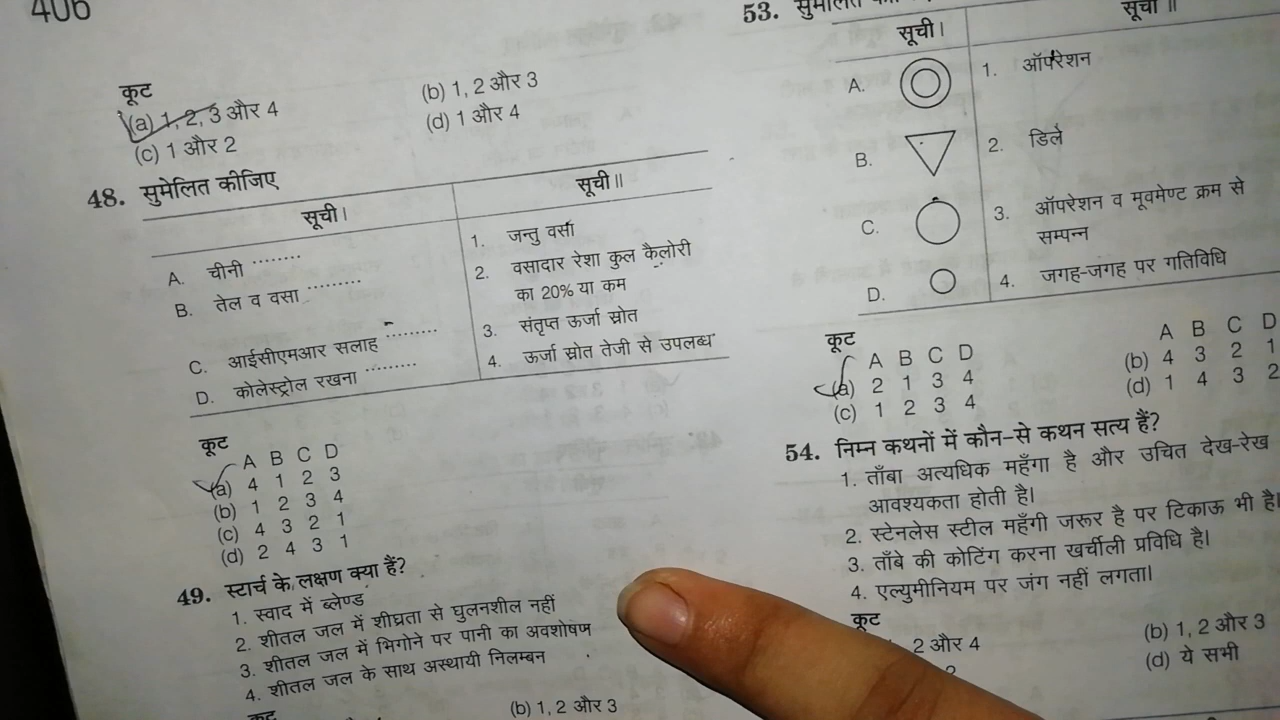 406
कूट
(a) 1, 2, 3 और 4
(b) 1, 2 और 3
(c) 1 और 2
(d) 1 और 4
48. सुमेलित कीजिए
सूची I
सूची II
A. चीनी ........
1. जन्तु वसा
B. तेल व वसा .........
2. वसादार रेशा कुल कैलोरी
का 20% या कम
C. आईसीएमआर सलाह .........
3. संतृप्त ऊर्जा स्रोत
D. कोलेस्ट्रोल रखना ........
4. ऊर्जा स्रोत तेजी से उपलब्ध
कूट
A B C D
(a) 4 1 2 3
(b) 1 2 3 4
(c) 4 3 2 1
(d) 2 4 3 1
49. स्टार्च के लक्षण क्या हैं?
1. स्वाद में ब्लेण्ड
2. शीतल जल में शीघ्रता से घुलनशील नहीं
3. शीतल जल में भिगोने पर पानी का अवशोषण
4. शीतल जल के साथ अस्थायी निलम्बन
कूट
(b) 1, 2 और 3
53. सुमेलित
सूची I
सूची II
A.
1. ऑपरेशन
B.
2. डिले
C.
3. ऑपरेशन व मूवमेण्ट क्रम से
सम्पन्न
D.
4. जगह-जगह पर गतिविधि
कूट
A B C D
A B C D
(a) 2 1 3 4
(b) 4 3 2 1
(c) 1 2 3 4
(d) 1 4 3 2
54. निम्न कथनों में कौन-से कथन सत्य हैं?
1. ताँबा अत्यधिक महँगा है और उचित देख-रेख
आवश्यकता होती है।
2. स्टेनलेस स्टील महँगी जरूर है पर टिकाऊ भी है।
3. ताँबे की कोटिंग करना खर्चीली प्रविधि है।
4. एल्युमीनियम पर जंग नहीं लगता।
कूट
2 और 4
(b) 1, 2 और 3
(d) ये सभी